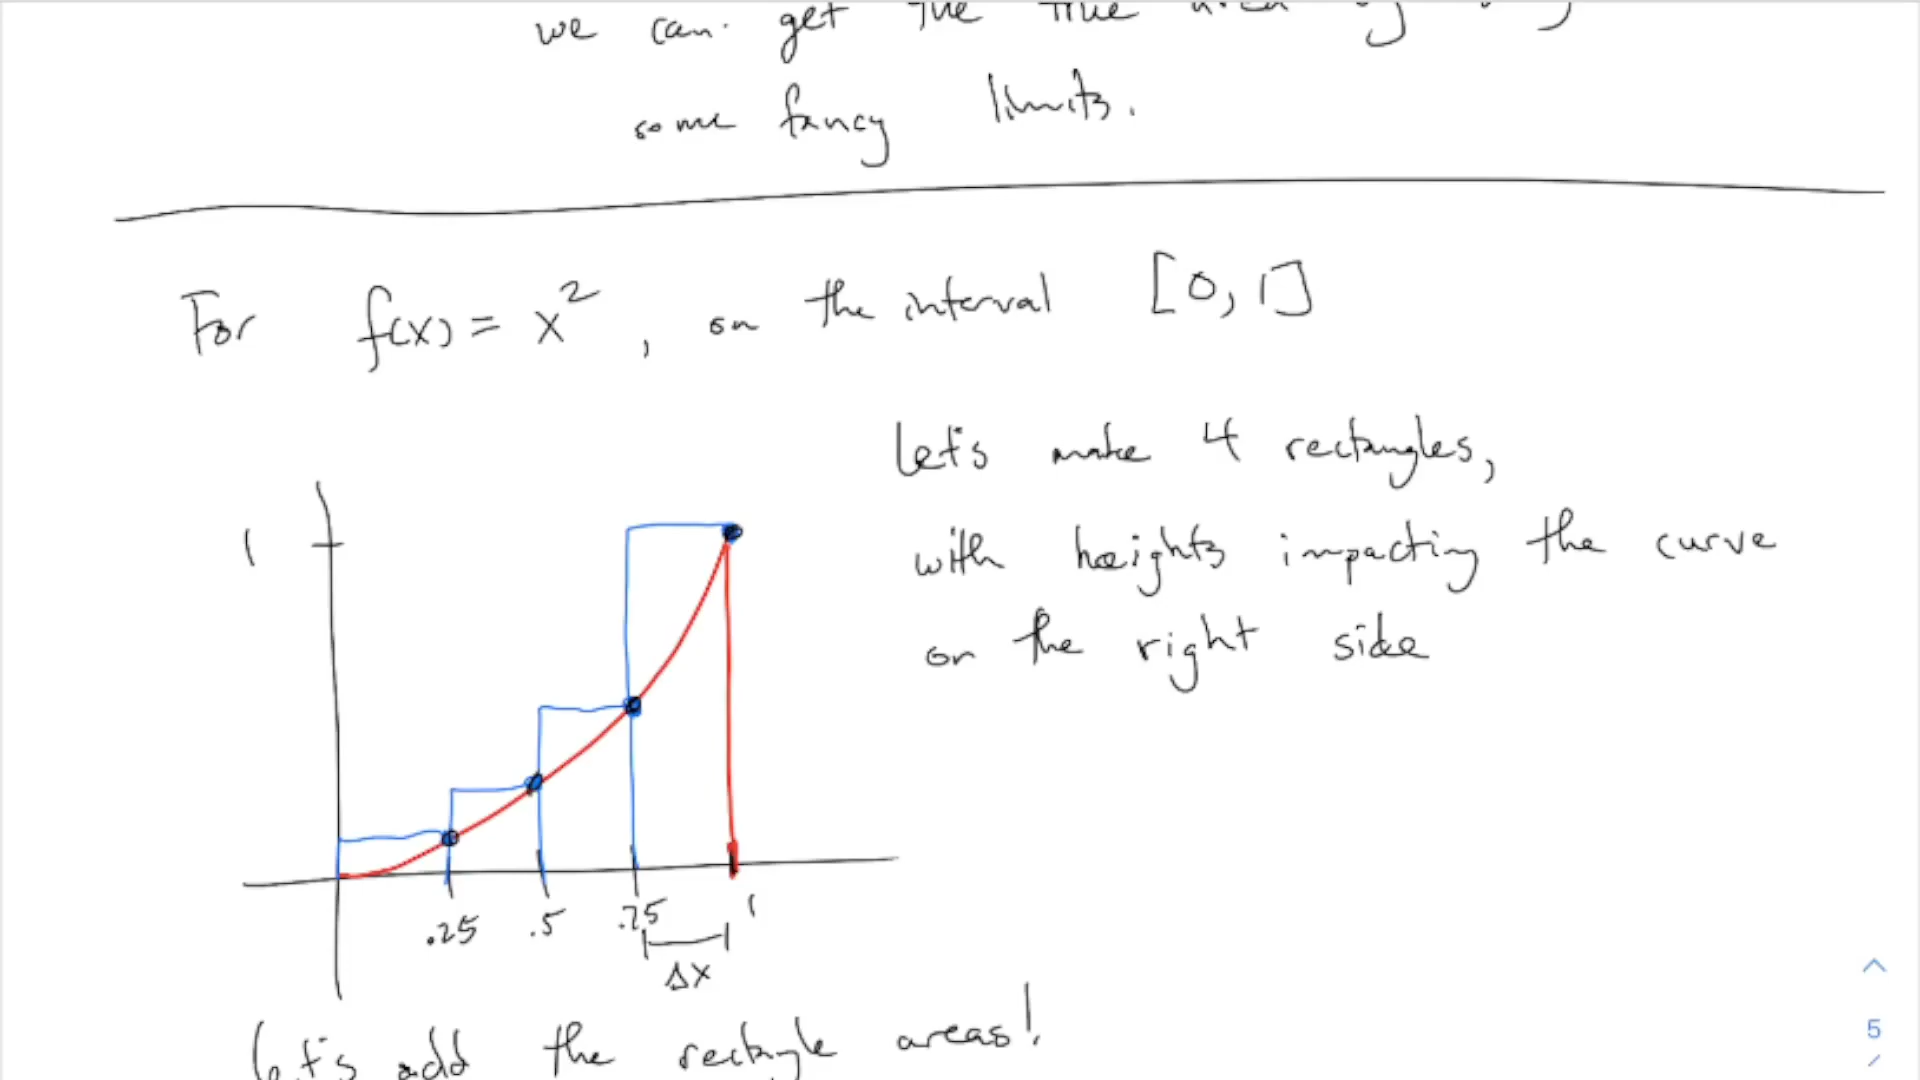 we can. get the true area by
some fancy limits.
For f(x) = x², on the interval [0,1]
let's make 4 rectangles,
with heights impacting the curve
on the right side
1
.25 .5 .75 1
Δx
let's add the rectangle areas!
5